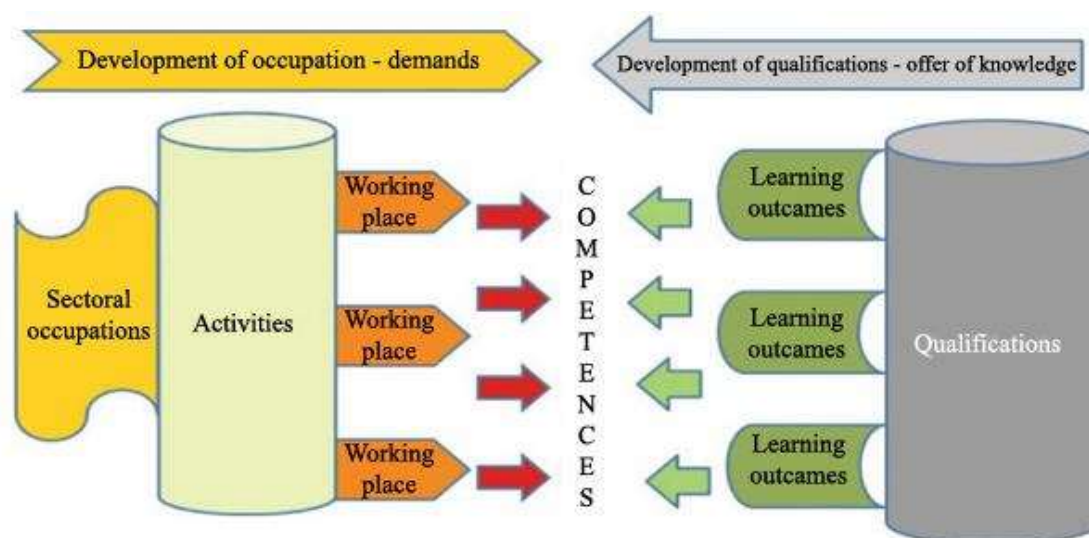 Development of occupation - demands
Development of qualifications - offer of knowledge
Sectoral
occupations
Activities
Working
place
Working
place
Working
place
COMPETENCES
Learning
outcames
Learning
outcames
Learning
outcames
Qualifications